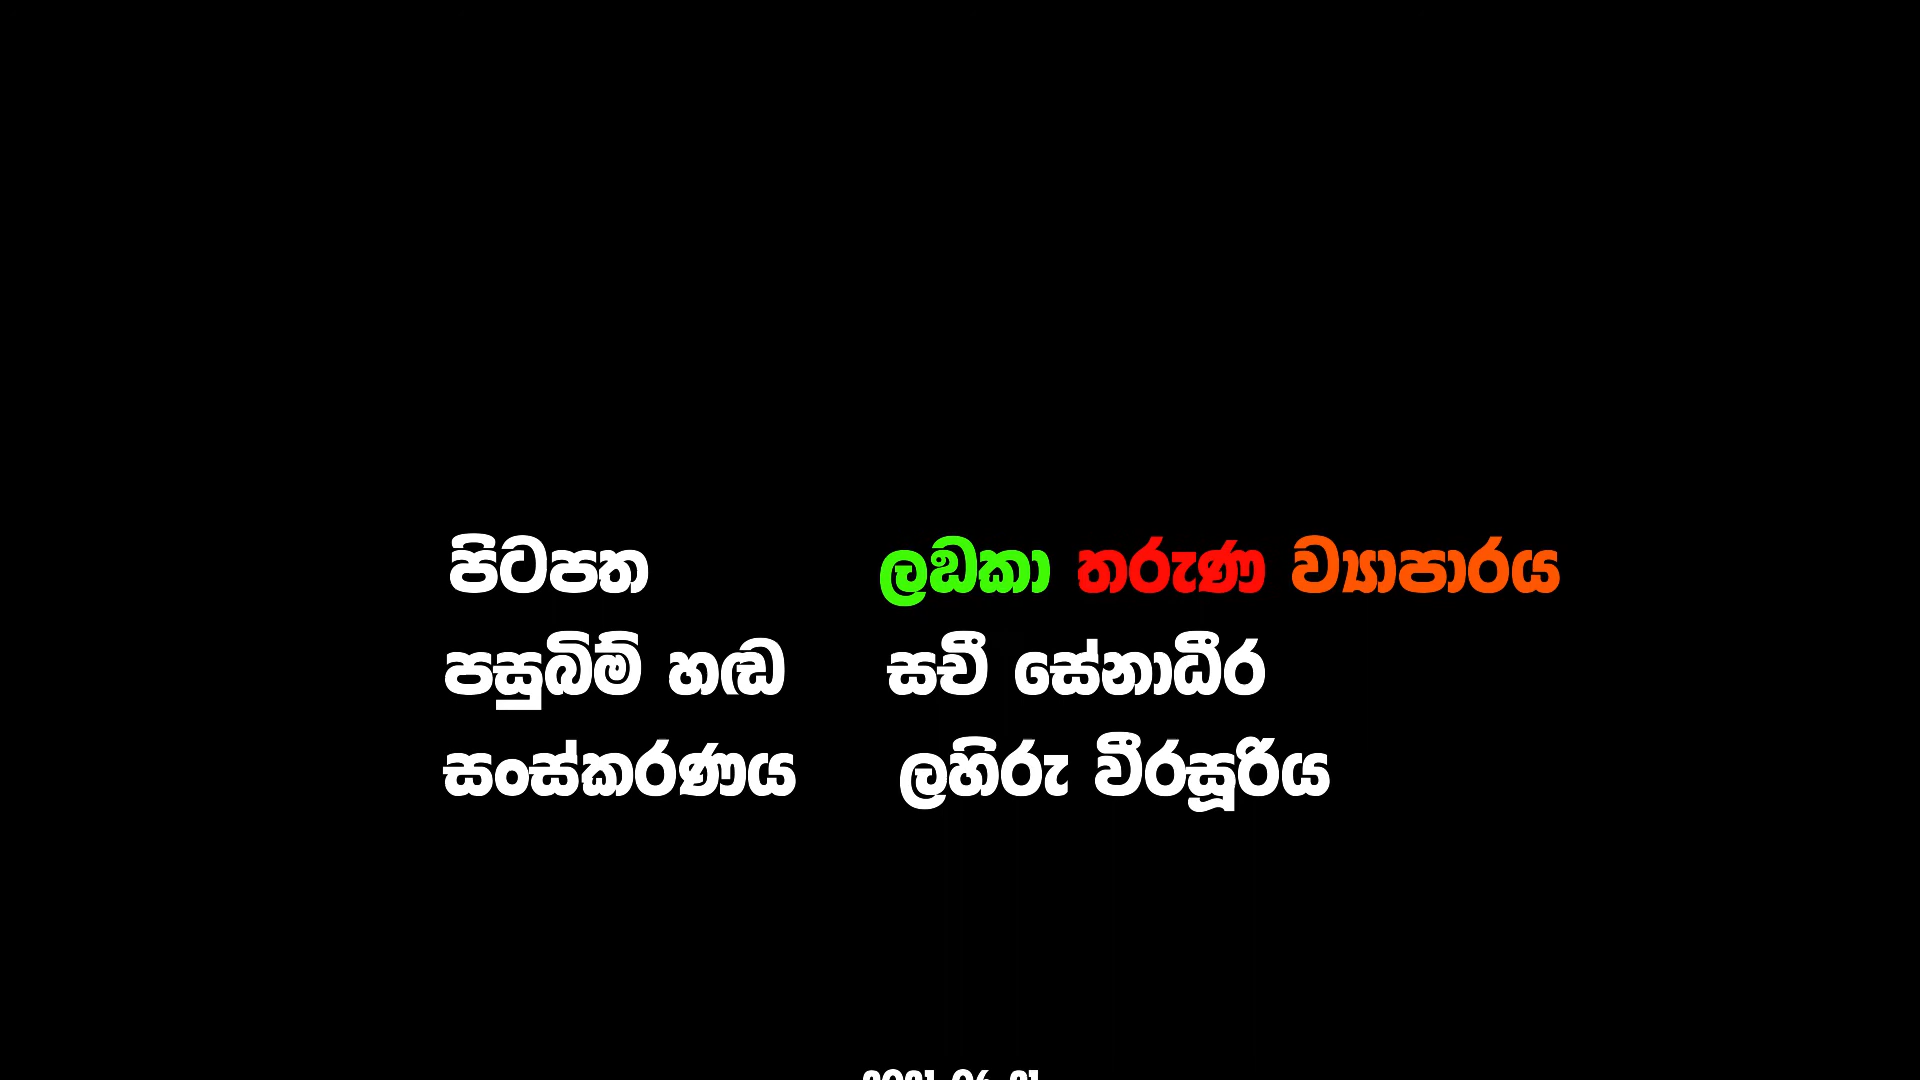 පිටපත ලඞකා තරුණ ව්‍යාපාරය
පසුබිම් හඬ සචී සේනාධීර
සංස්කරණය ලහිරු වීරසූරිය